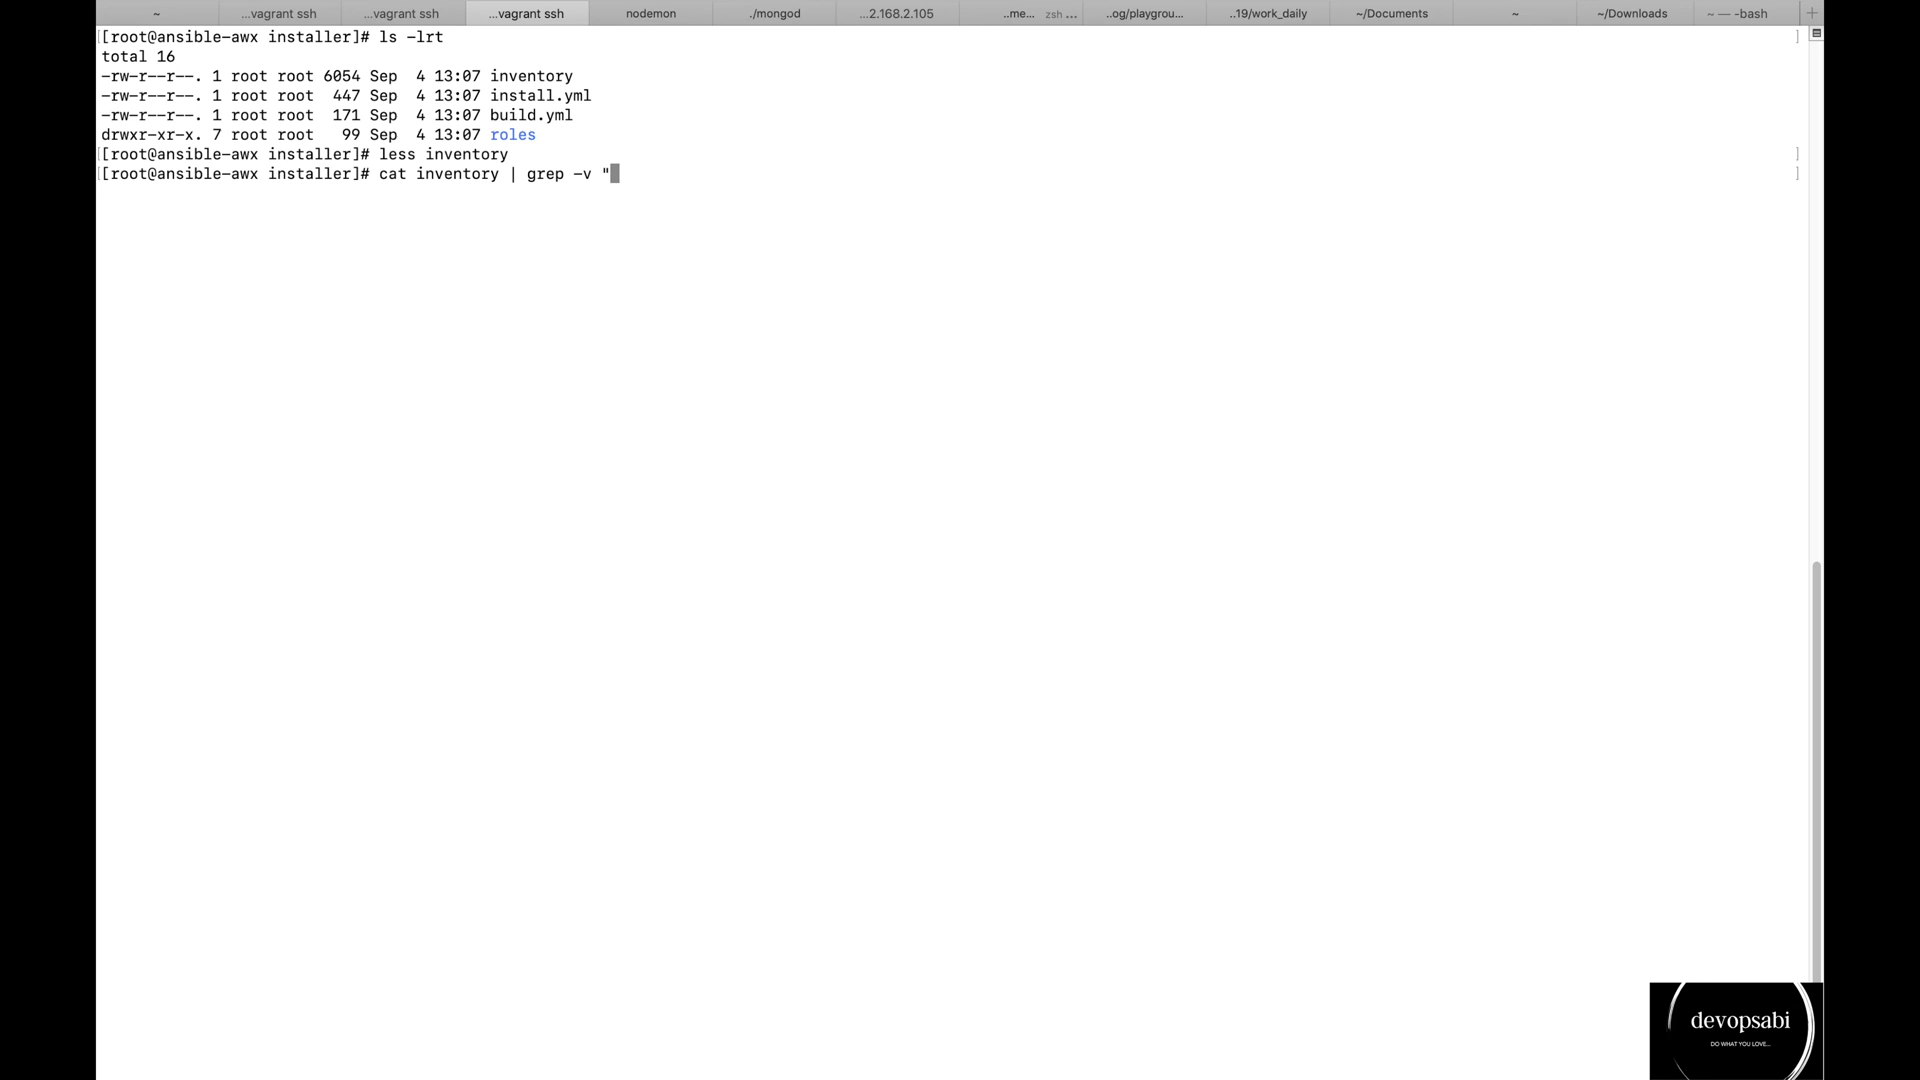 ~ ...vagrant ssh ...vagrant ssh ...vagrant ssh nodemon ./mongod ...2.168.2.105 ..me... zsh ... ..og/playgrou... ..19/work_daily ~/Documents ~ ~/Downloads ~ — -bash
[[root@ansible-awx installer]# ls -lrt ]
total 16
-rw-r--r--. 1 root root 6054 Sep  4 13:07 inventory
-rw-r--r--. 1 root root  447 Sep  4 13:07 install.yml
-rw-r--r--. 1 root root  171 Sep  4 13:07 build.yml
drwxr-xr-x. 7 root root   99 Sep  4 13:07 roles
[[root@ansible-awx installer]# less inventory ]
[[root@ansible-awx installer]# cat inventory | grep -v " ]
devopsabi
DO WHAT YOU LOVE...